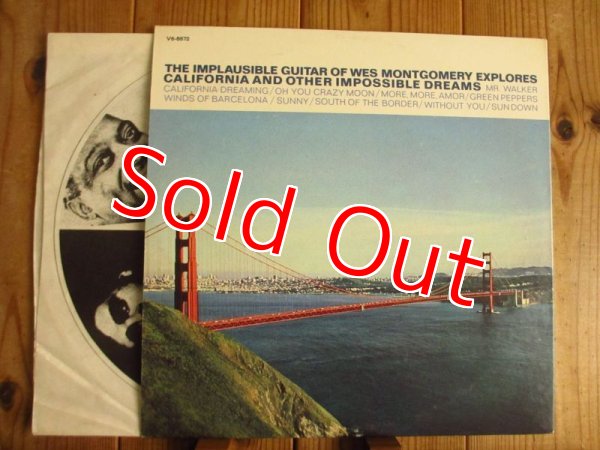 V6-8672
THE IMPLAUSIBLE GUITAR OF WES MONTGOMERY EXPLORES
CALIFORNIA AND OTHER IMPOSSIBLE DREAMS MR. WALKER
CALIFORNIA DREAMING/OH YOU CRAZY MOON/MORE, MORE, AMOR/GREEN PEPPERS
WINDS OF BARCELONA/SUNNY/SOUTH OF THE BORDER/WITHOUT YOU/SUN DOWN
Sold Out